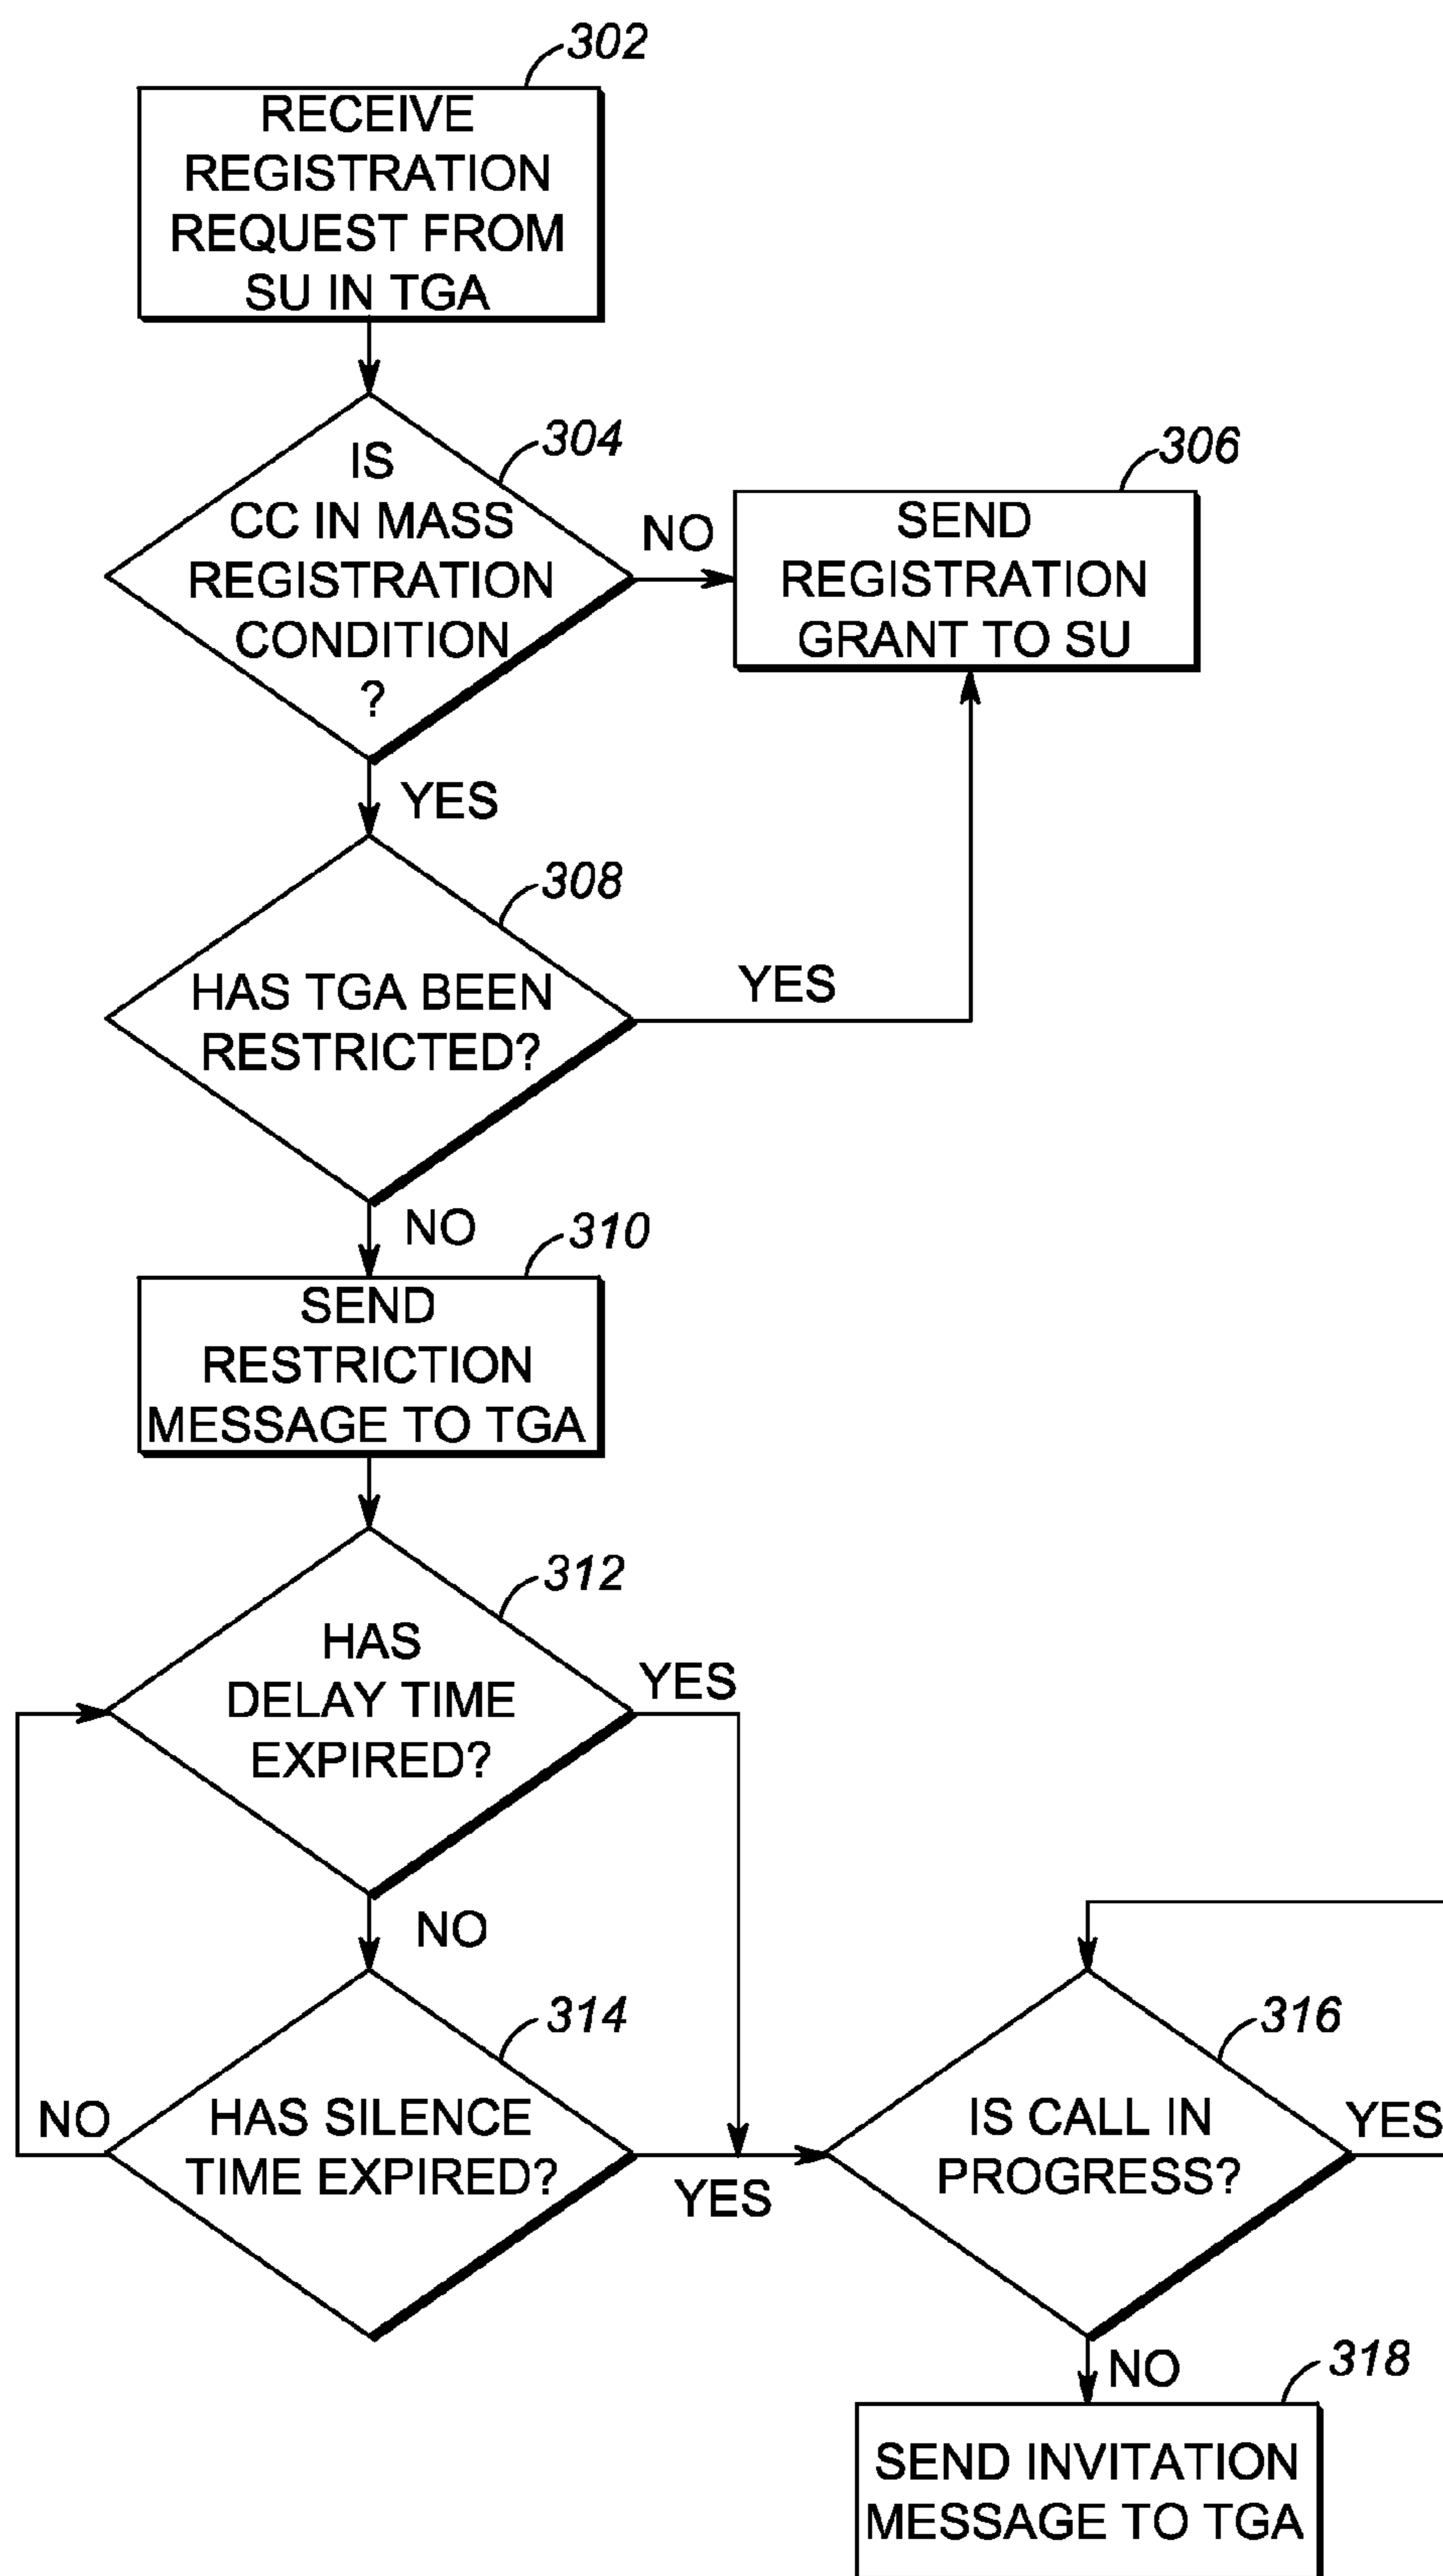 302
RECEIVE
REGISTRATION
REQUEST FROM
SU IN TGA
304
IS
CC IN MASS
REGISTRATION
CONDITION
?
NO
306
SEND
REGISTRATION
GRANT TO SU
YES
308
HAS TGA BEEN
RESTRICTED?
YES
NO
310
SEND
RESTRICTION
MESSAGE TO TGA
312
HAS
DELAY TIME
EXPIRED?
YES
NO
314
HAS SILENCE
TIME EXPIRED?
NO
YES
316
IS CALL IN
PROGRESS?
YES
NO
318
SEND INVITATION
MESSAGE TO TGA